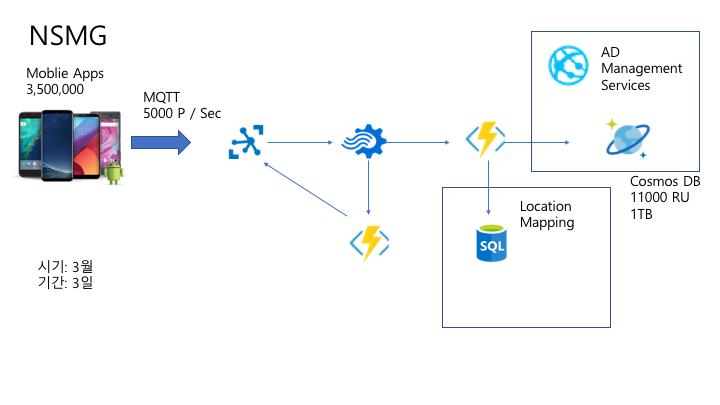 NSMG
Moblie Apps
3,500,000
MQTT
5000 P / Sec
AD
Management
Services
Cosmos DB
11000 RU
1TB
Location
Mapping
SQL
시기: 3월
기간: 3일